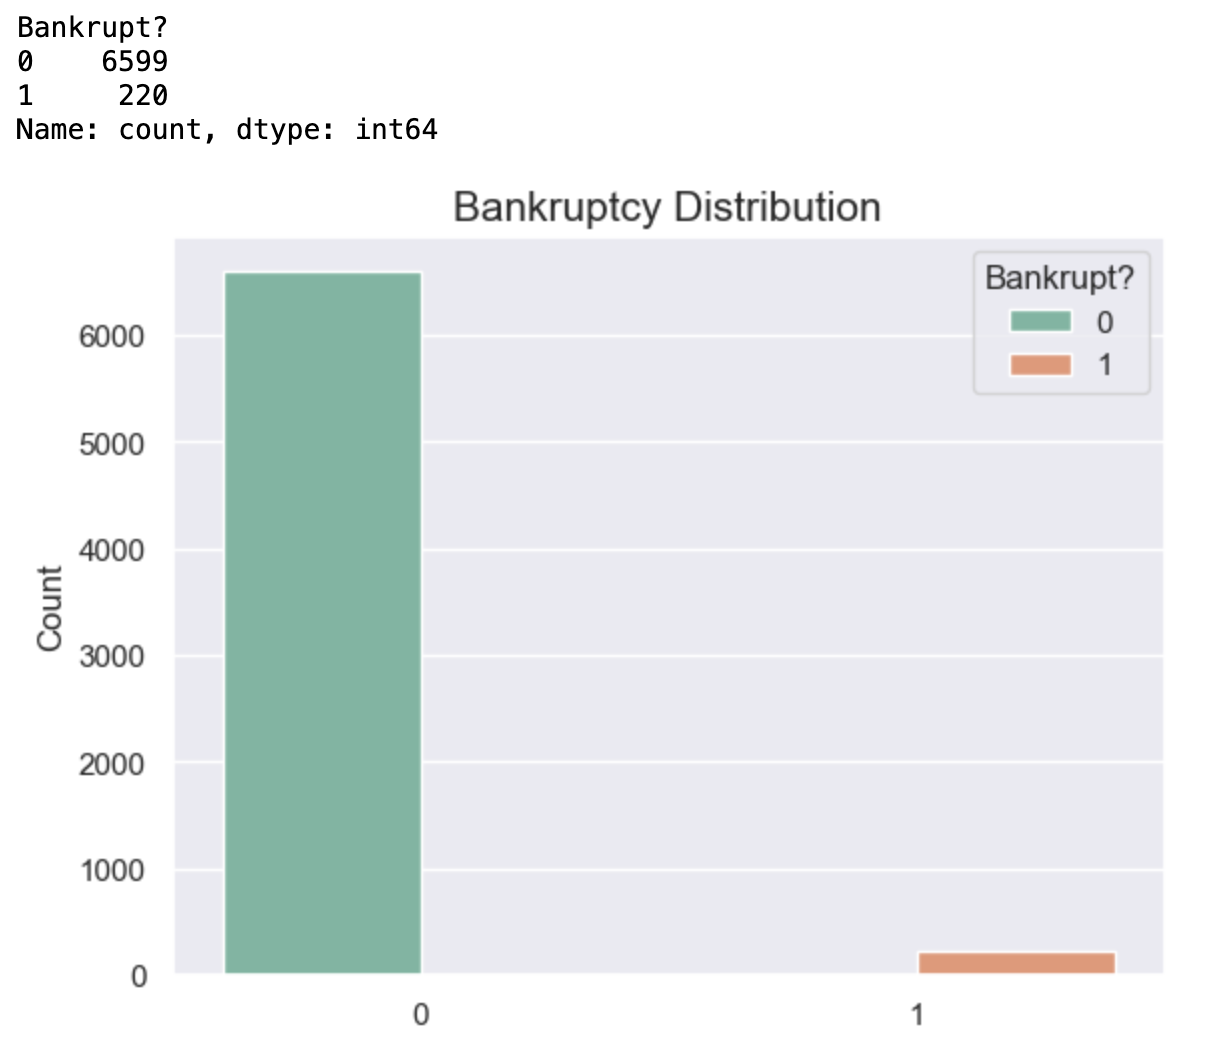 Bankrupt?
0    6599
1     220
Name: count, dtype: int64
Bankruptcy Distribution
Bankrupt?
0
1
6000
5000
4000
3000
2000
1000
0
Count
0
1